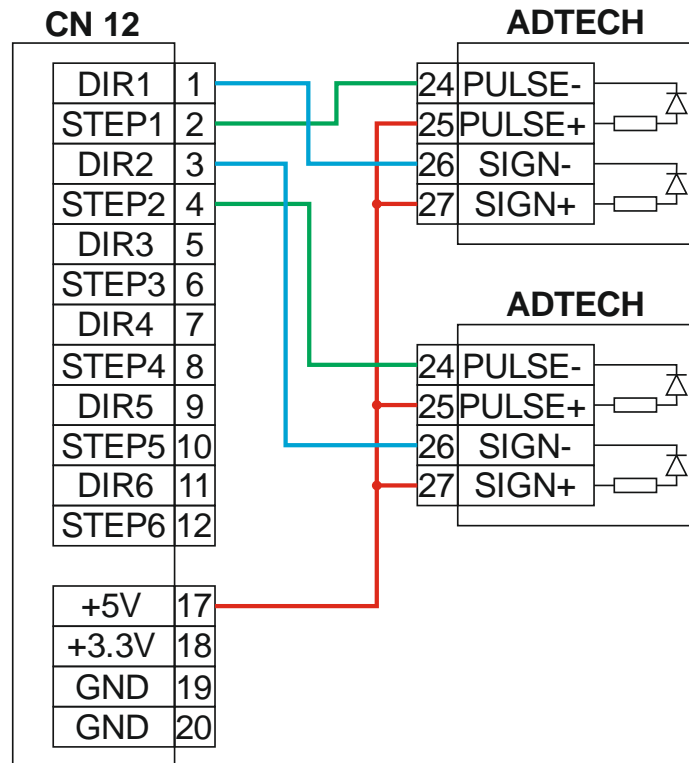 CN 12
DIR1 1
STEP1 2
DIR2 3
STEP2 4
DIR3 5
STEP3 6
DIR4 7
STEP4 8
DIR5 9
STEP5 10
DIR6 11
STEP6 12
+5V 17
+3.3V 18
GND 19
GND 20
ADTECH
24 PULSE-
25 PULSE+
26 SIGN-
27 SIGN+
ADTECH
24 PULSE-
25 PULSE+
26 SIGN-
27 SIGN+